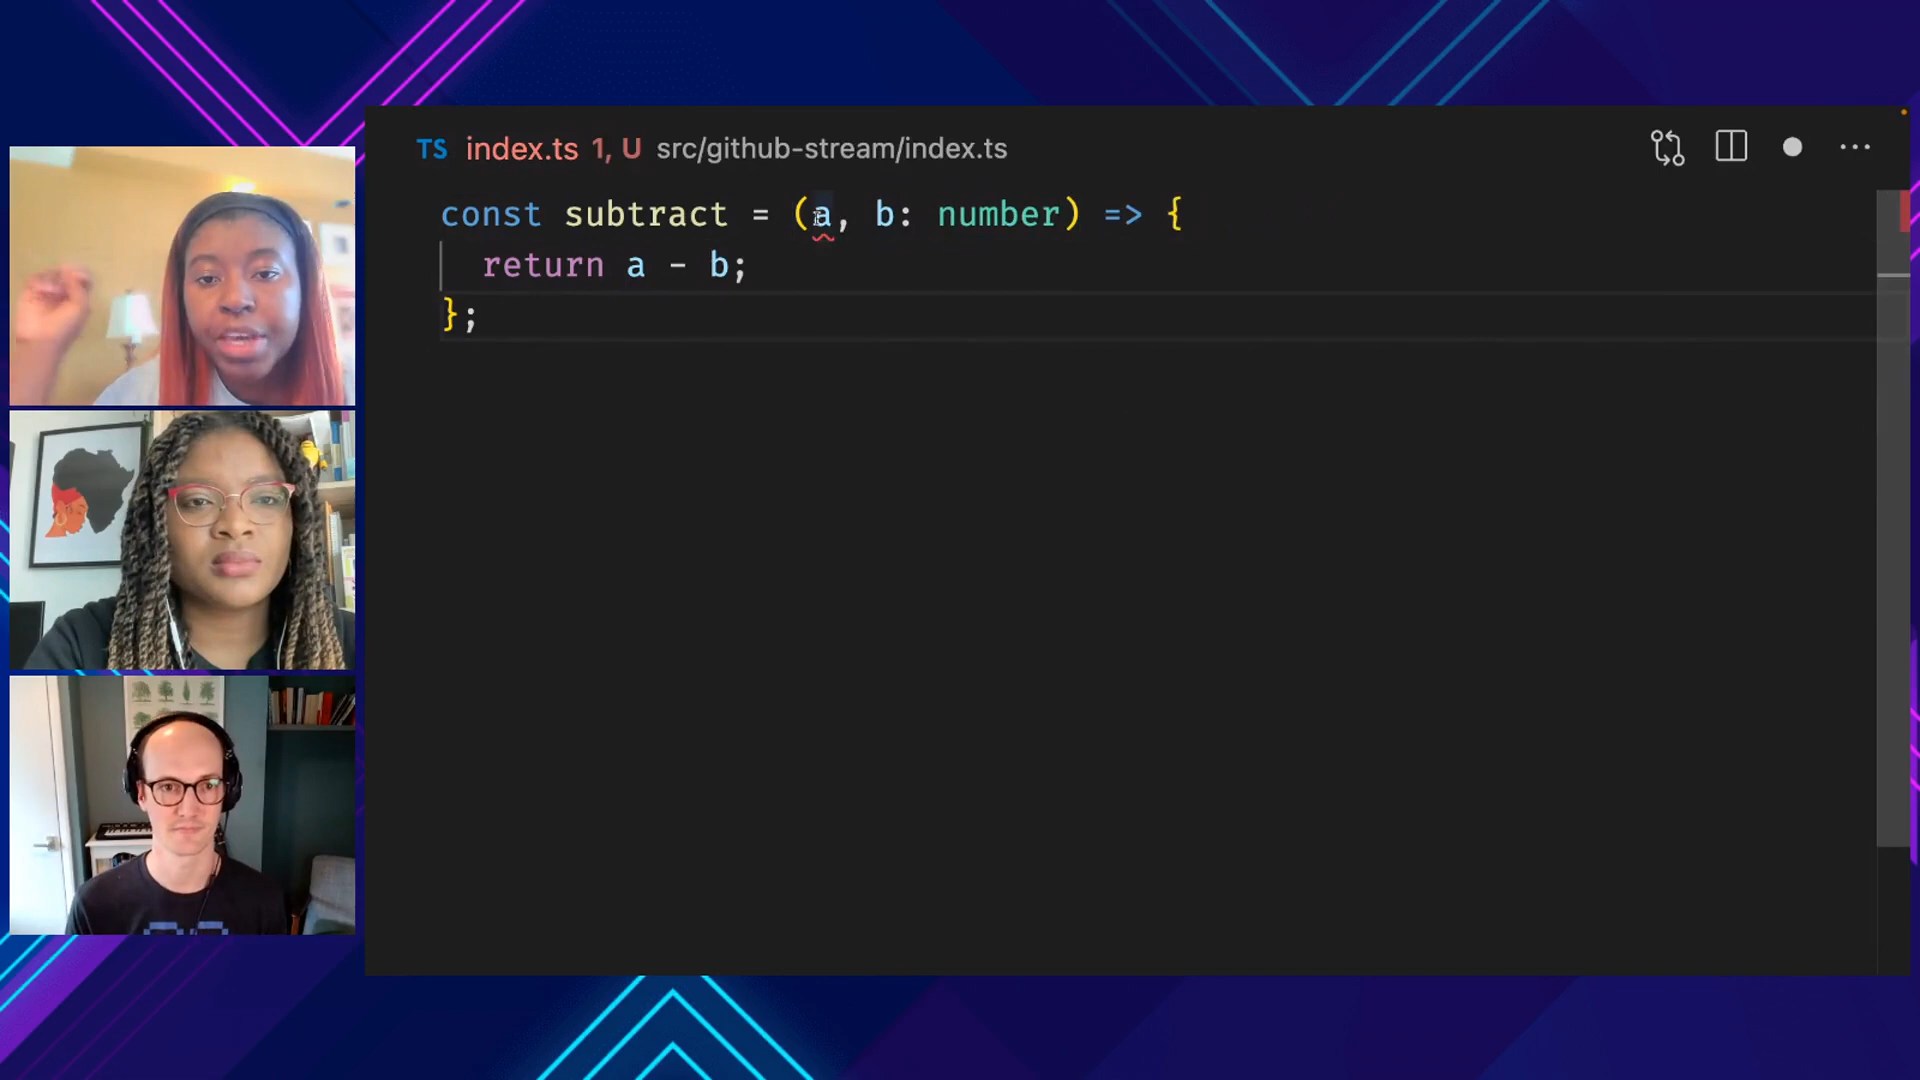 TS index.ts 1, U src/github-stream/index.ts
const subtract = (a, b: number) => {
return a - b;
};